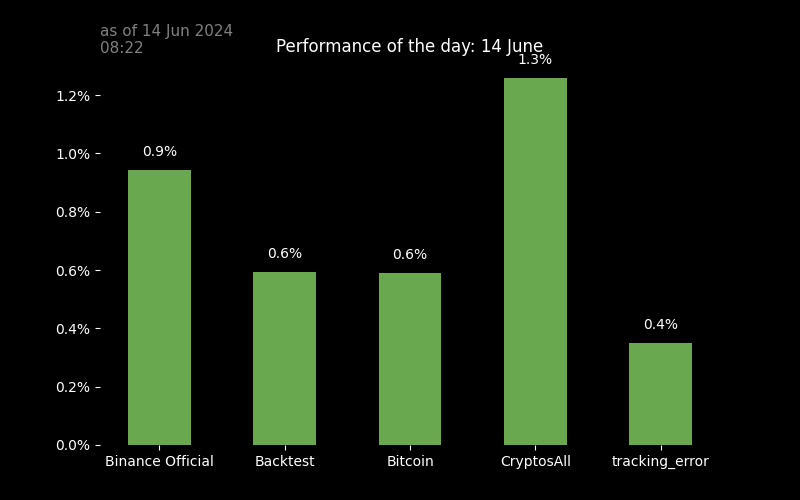 as of 14 Jun 2024
08:22
Performance of the day: 14 June
1.3%
1.2%
1.0%
0.9%
0.8%
0.6%
0.6%
0.6%
0.4%
0.4%
0.2%
0.0%
Binance Official
Backtest
Bitcoin
CryptosAll
tracking_error